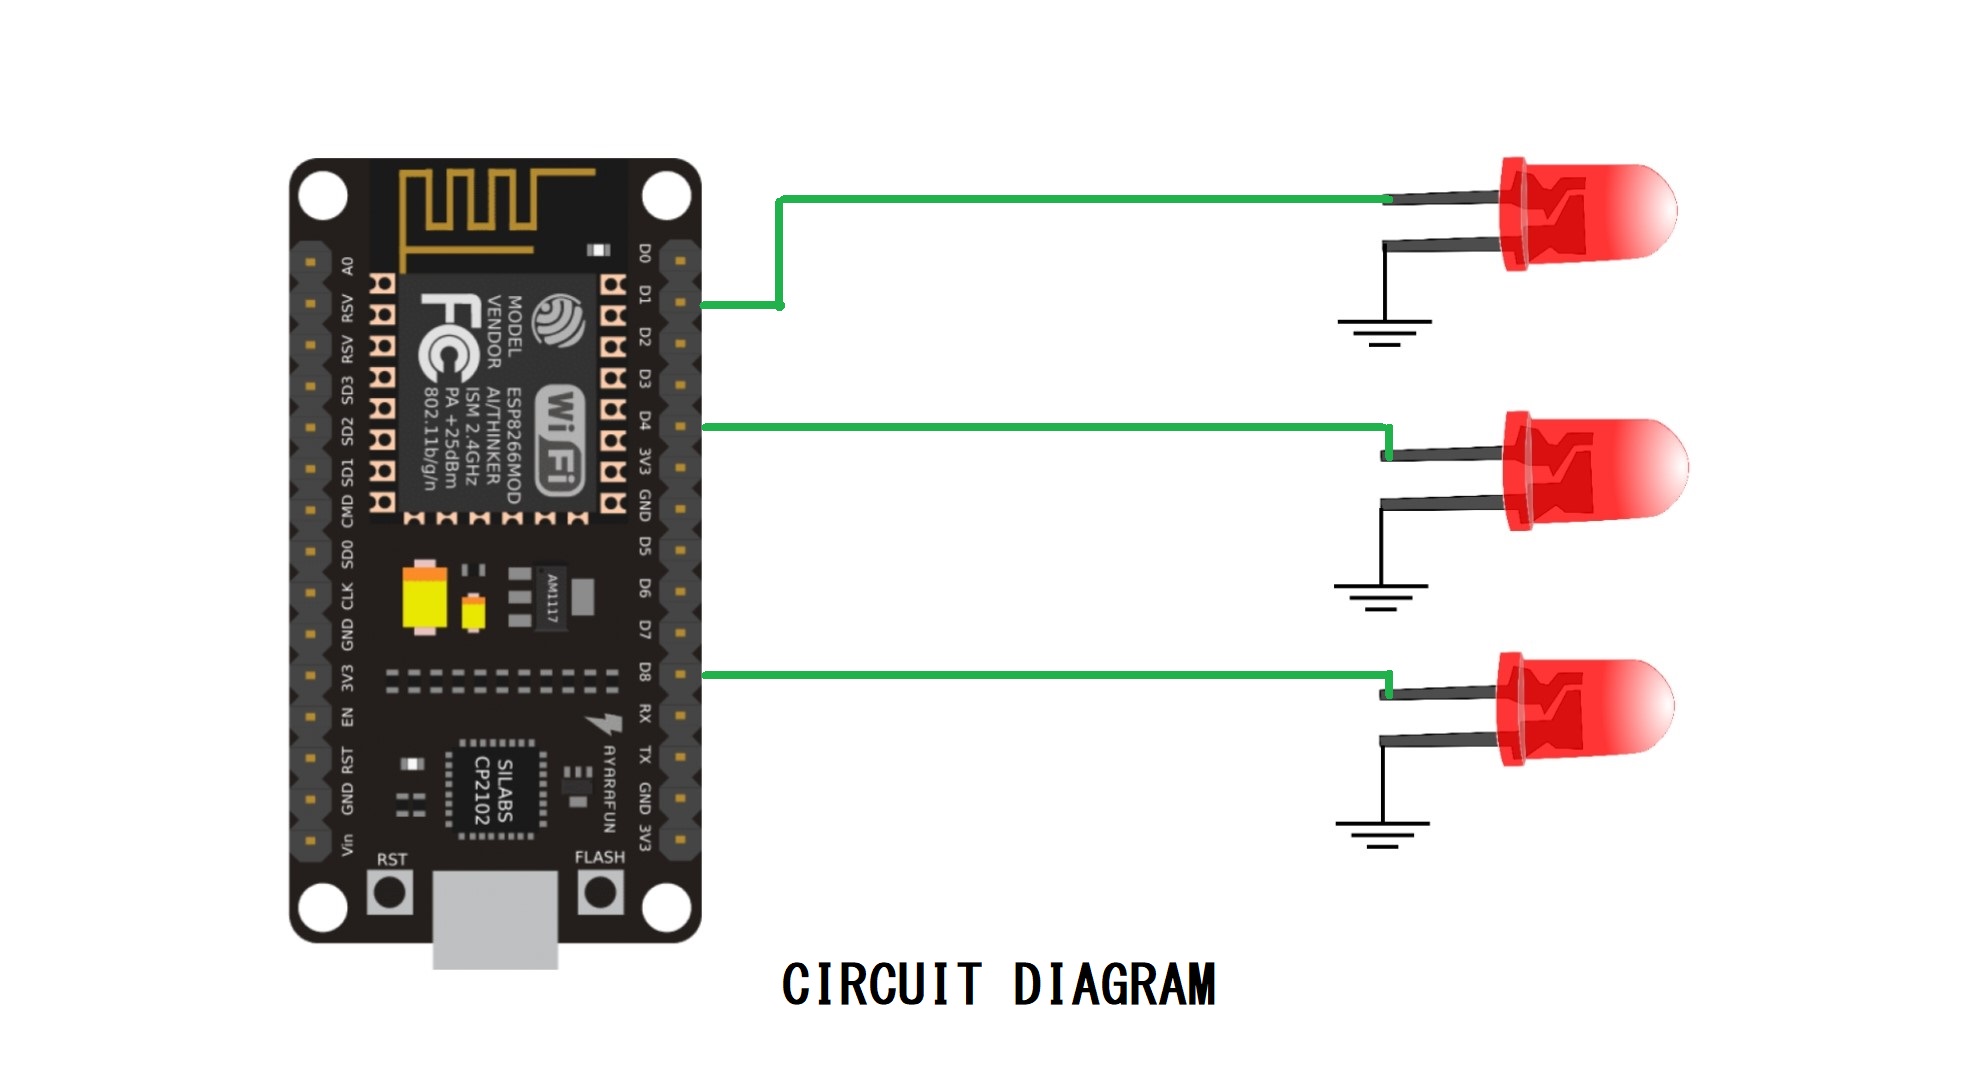 A0
RSV
RSV
SD3
SD2
SD1
CMD
SD0
CLK
GND
3V3
EN
RST
GND
Vin
FC
MODEL
VENDOR
ESP8266MOD
AI/THINKER
ISM 2.4GHz
PA +25dBm
802.11b/g/n
WiFi
D0
D1
D2
D3
D4
3V3
GND
D5
D6
D7
D8
RX
TX
GND
3V3
AM1117
SILABS
CP2102
AYARAFUN
RST
FLASH
CIRCUIT DIAGRAM